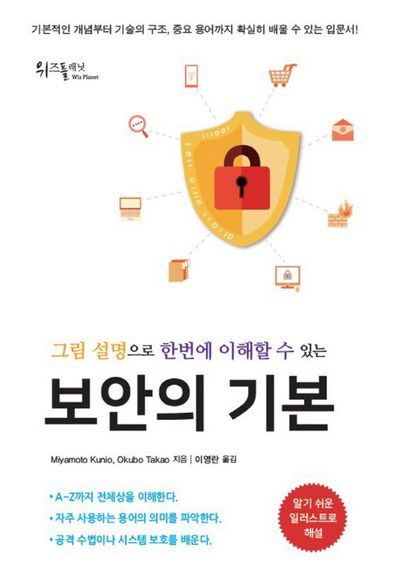 기본적인 개념부터 기술의 구조, 중요 용어까지 확실히 배울 수 있는 입문서!
위즈플래닛
Wiz Planet
그림 설명으로 한번에 이해할 수 있는
보안의 기본
Miyamoto Kunio, Okubo Takao 지음 | 이영란 옮김
• A~Z까지 전체상을 이해한다.
• 자주 사용하는 용어의 의미를 파악한다.
• 공격 수법이나 시스템 보호를 배운다.
알기 쉬운
일러스트로
해설